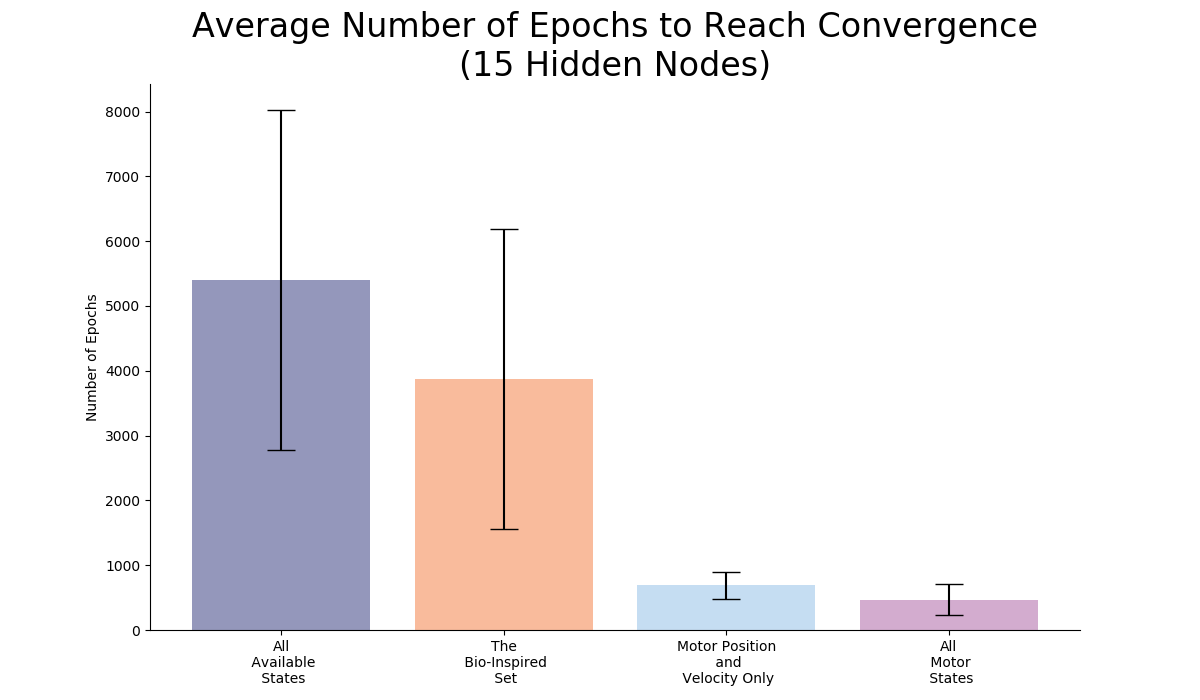 Average Number of Epochs to Reach Convergence
(15 Hidden Nodes)
Number of Epochs
8000
7000
6000
5000
4000
3000
2000
1000
0
All
Available
States
The
Bio-Inspired
Set
Motor Position
and
Velocity Only
All
Motor
States